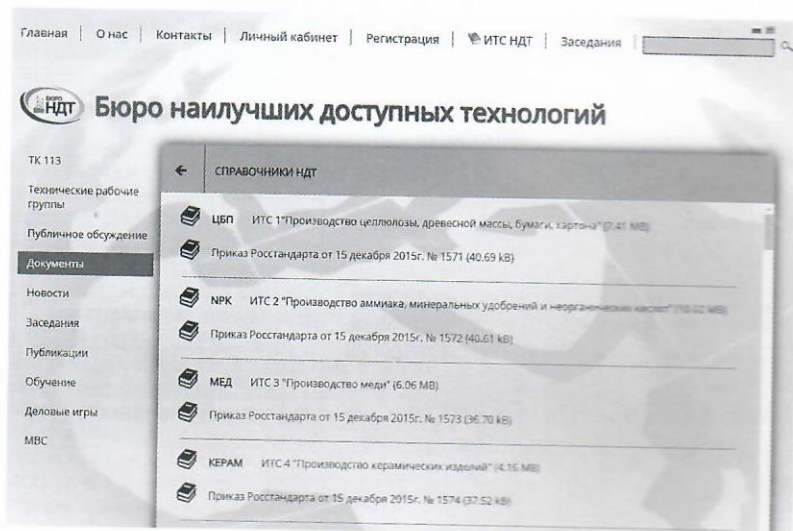 Главная | О нас | Контакты | Личный кабинет | Регистрация | ИТС НДТ | Заседания
БЮРО
НДТ
Бюро наилучших доступных технологий
ТК 113
Технические рабочие
группы
Публичное обсуждение
Документы
Новости
Заседания
Публикации
Обучение
Деловые игры
МВС
← СПРАВОЧНИКИ НДТ
ЦБП ИТС 1"Производство целлюлозы, древесной массы, бумаги, картона" (7.41 MB)
Приказ Росстандарта от 15 декабря 2015г. № 1571 (40.69 kB)
NPK ИТС 2 "Производство аммиака, минеральных удобрений и неорганических кислот" (10.02 MB)
Приказ Росстандарта от 15 декабря 2015г. № 1572 (40.61 kB)
МЕД ИТС 3 "Производство меди" (6.06 MB)
Приказ Росстандарта от 15 декабря 2015г. № 1573 (36.70 kB)
КЕРАМ ИТС 4 "Производство керамических изделий" (4.16 MB)
Приказ Росстандарта от 15 декабря 2015г. № 1574 (37.52 kB)